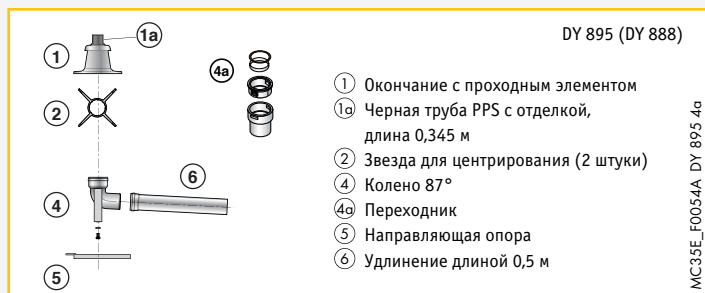 DY 895 (DY 888)
1a
1
4a
2
6
4
5
1 Окончание с проходным элементом
1a Черная труба PPS с отделкой,
длина 0,345 м
2 Звезда для центрирования (2 штуки)
4 Колено 87°
4a Переходник
5 Направляющая опора
6 Удлинение длиной 0,5 м
MC35E_F0054A DY 895 4a